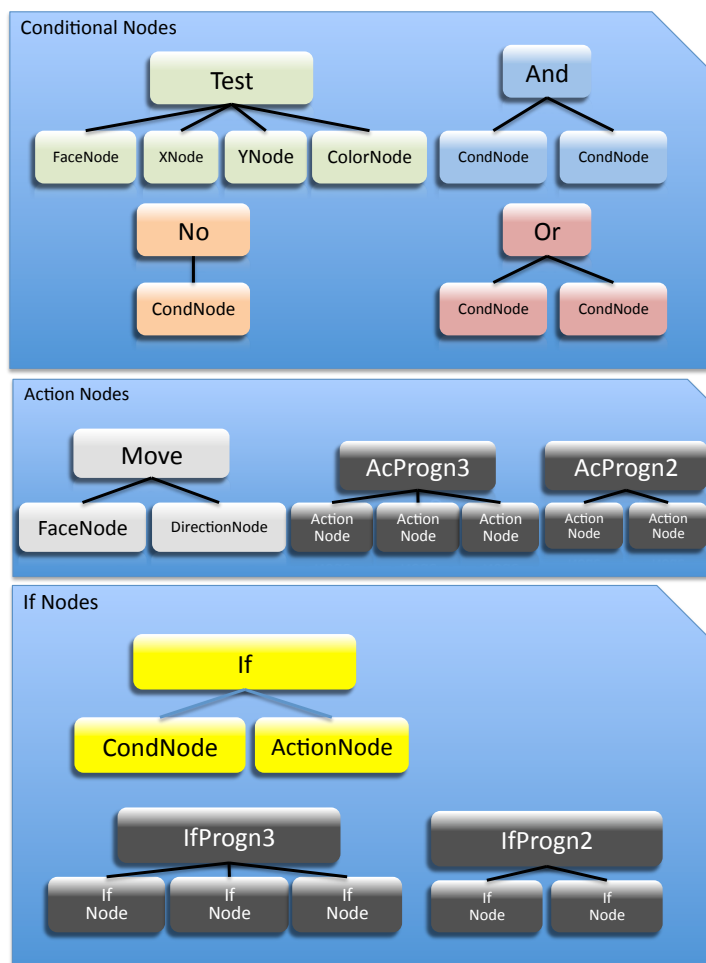 Conditional Nodes
Test
And
FaceNode
XNode
YNode
ColorNode
CondNode
CondNode
No
Or
CondNode
CondNode
CondNode
Action Nodes
Move
AcProgn3
AcProgn2
FaceNode
DirectionNode
Action
Node
Action
Node
Action
Node
Action
Node
Action
Node
If Nodes
If
CondNode
ActionNode
IfProgn3
IfProgn2
If
Node
If
Node
If
Node
If
Node
If
Node